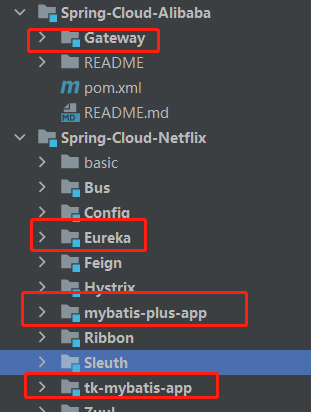 Spring-Cloud-Alibaba
Gateway
README
pom.xml
README.md
Spring-Cloud-Netflix
basic
Bus
Config
Eureka
Feign
Hystrix
mybatis-plus-app
Ribbon
Sleuth
tk-mybatis-app
Zuul